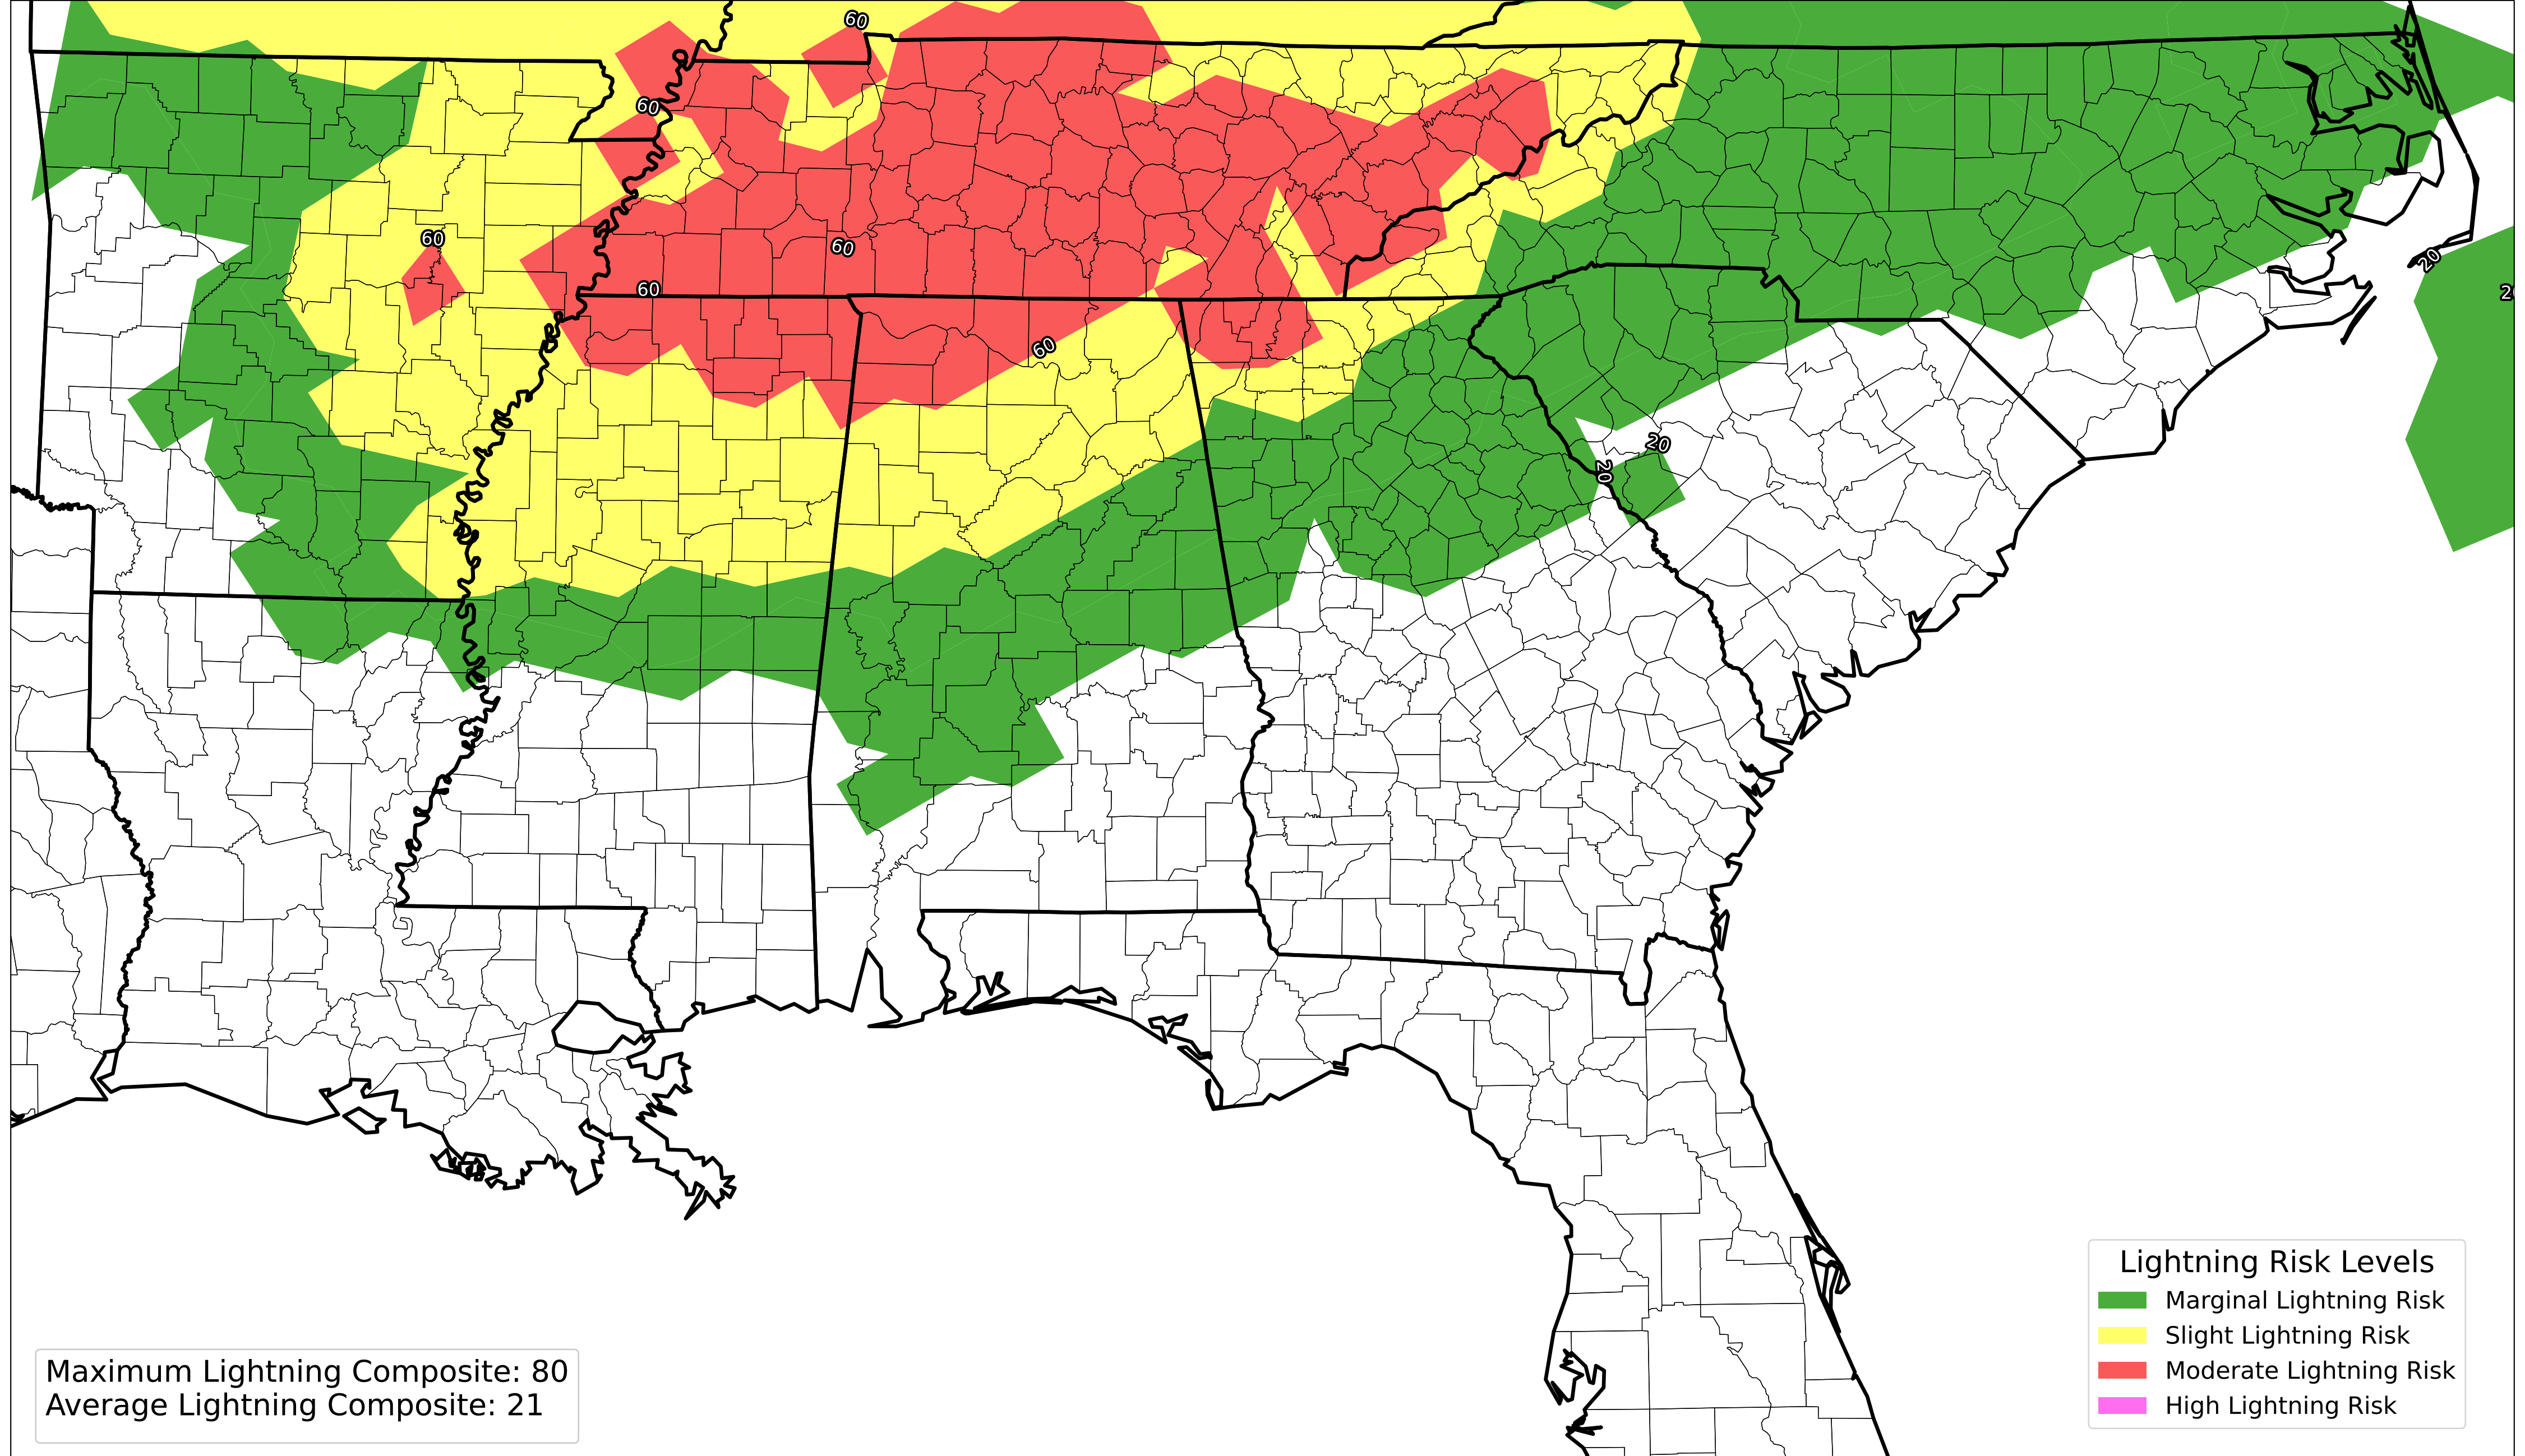 60
60
60
60
60
20
2
60
20
20
Lightning Risk Levels
Marginal Lightning Risk
Slight Lightning Risk
Moderate Lightning Risk
High Lightning Risk
Maximum Lightning Composite: 80
Average Lightning Composite: 21